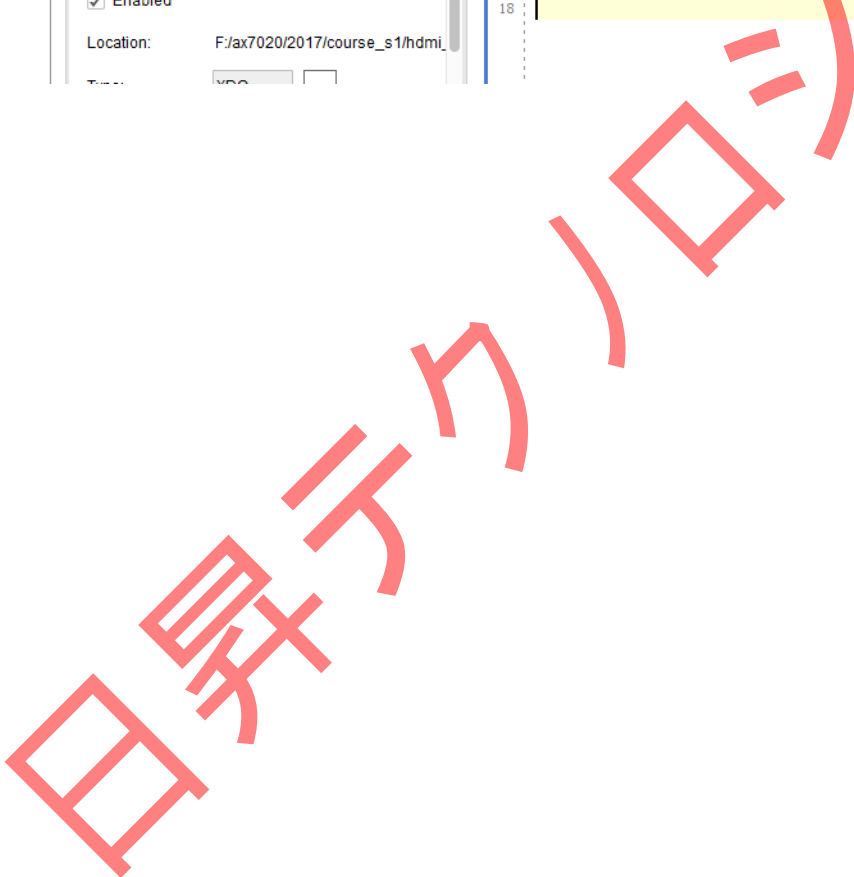 Enabled
18
Location:
F:/ax7020/2017/course_s1/hdmi_
日昇テクノロジ